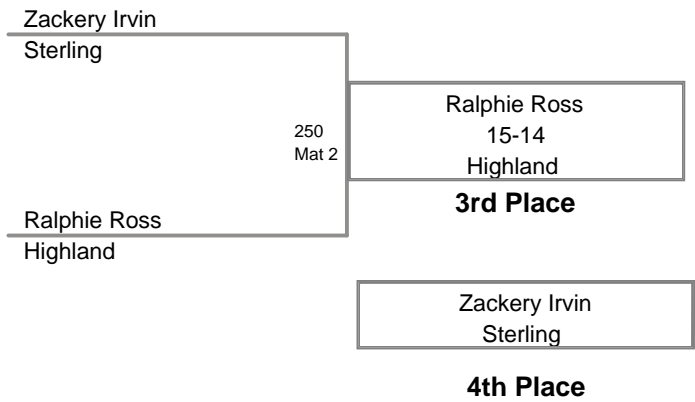 Zackery Irvin
Sterling
250
Mat 2
Ralphie Ross
Highland
Ralphie Ross
15-14
Highland
3rd Place
Zackery Irvin
Sterling
4th Place